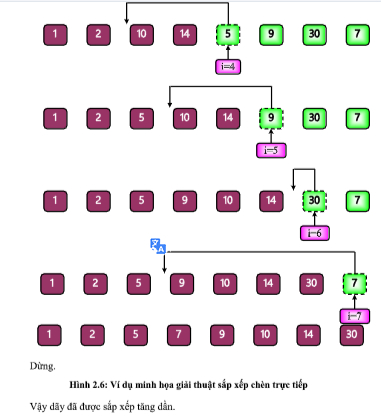 1 2 10 14 5 9 30 7
i=4
1 2 5 10 14 9 30 7
i=5
1 2 5 9 10 14 30 7
i=6
1 2 5 9 10 14 30 7
i=7
1 2 5 7 9 10 14 30
Dừng.
Hình 2.6: Ví dụ minh họa giải thuật sắp xếp chèn trực tiếp
Vậy dãy đã được sắp xếp tăng dần.